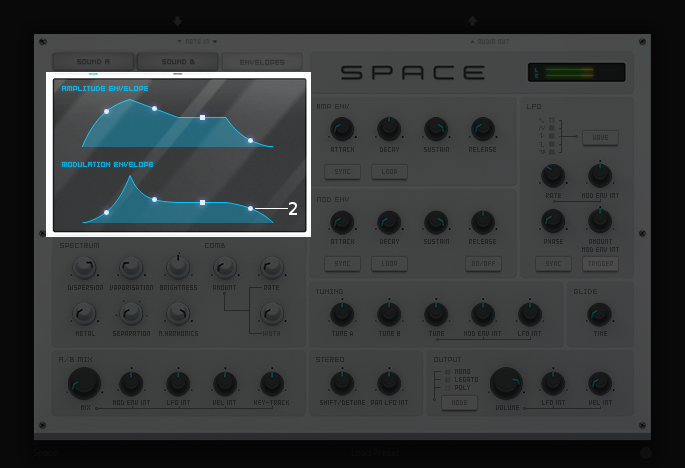 NOTE IN
AUDIO OUT
SOUND A
SOUND B
ENVELOPES
SPACE
L
R
AMPLITUDE ENVELOPE
MODULATION ENVELOPE
2
AMP ENV
ATTACK
DECAY
SUSTAIN
RELEASE
SYNC
LOOP
MOD ENV
ATTACK
DECAY
SUSTAIN
RELEASE
SYNC
LOOP
ON/OFF
LFO
WAVE
RATE
MOD ENV INT
PHASE
AMOUNT
MOD ENV INT
SYNC
TRIGGER
SPECTRUM
DISPERSION
VAPORISATION
BRIGHTNESS
METAL
SEPARATION
N.HARMONICS
COMB
AMOUNT
RATE
WIDTH
TUNING
TUNE A
TUNE B
TUNE
MOD ENV INT
LFO INT
GLIDE
TIME
A/B MIX
MIX
MOD ENV INT
LFO INT
VEL INT
KEY-TRACK
STEREO
SHIFT/DETUNE
PAN LFO INT
OUTPUT
MONO
LEGATO
POLY
MODE
VOLUME
LFO INT
VEL INT